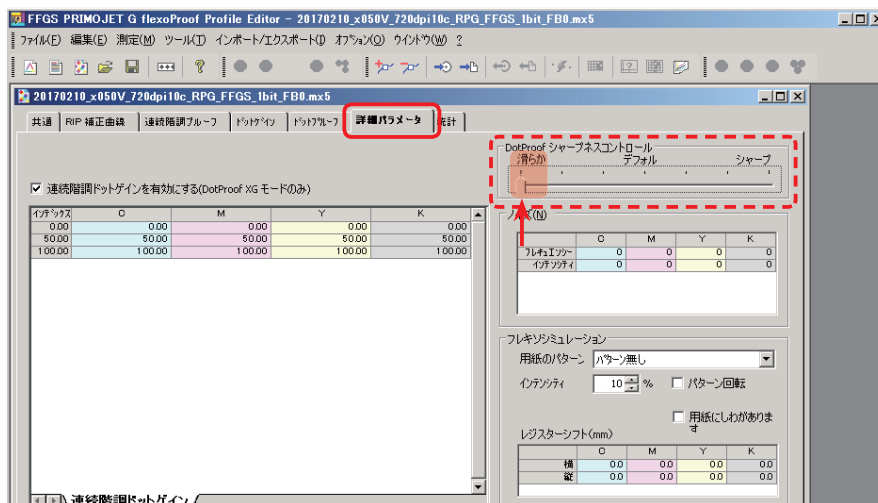 FFGS PRIMOJET G flexoProof Profile Editor - 20170210_x050V_720dpi10c_RPG_FFGS_1bit_FB0.mx5
ファイル(F) 編集(E) 測定(M) ツール(T) インポート/エクスポート(I) オプション(O) ウインドウ(W) ?
20170210_x050V_720dpi10c_RPG_FFGS_1bit_FB0.mx5
共通 RIP 補正曲線 連続階調プルーフ ドットゲイン ドットプルーフ 詳細パラメータ 統計
DotProof シャープネスコントロール
滑らか デフォル シャープ
連続階調ドットゲインを有効にする(DotProof XG モードのみ)
インデックス C M Y K
0.00 0.00 0.00 0.00 0.00
50.00 50.00 50.00 50.00 50.00
100.00 100.00 100.00 100.00 100.00
ノイズ(N)
C M Y K
フレキュエンシー 0 0 0 0
インテンシティ 0 0 0 0
フレキソシミュレーション
用紙のパターン パターン無し
インテンシティ 10 % パターン回転
用紙にしわがありま
す
レジスターシフト(mm)
C M Y K
横 0.0 0.0 0.0 0.0
縦 0.0 0.0 0.0 0.0
連続階調ドットゲイン